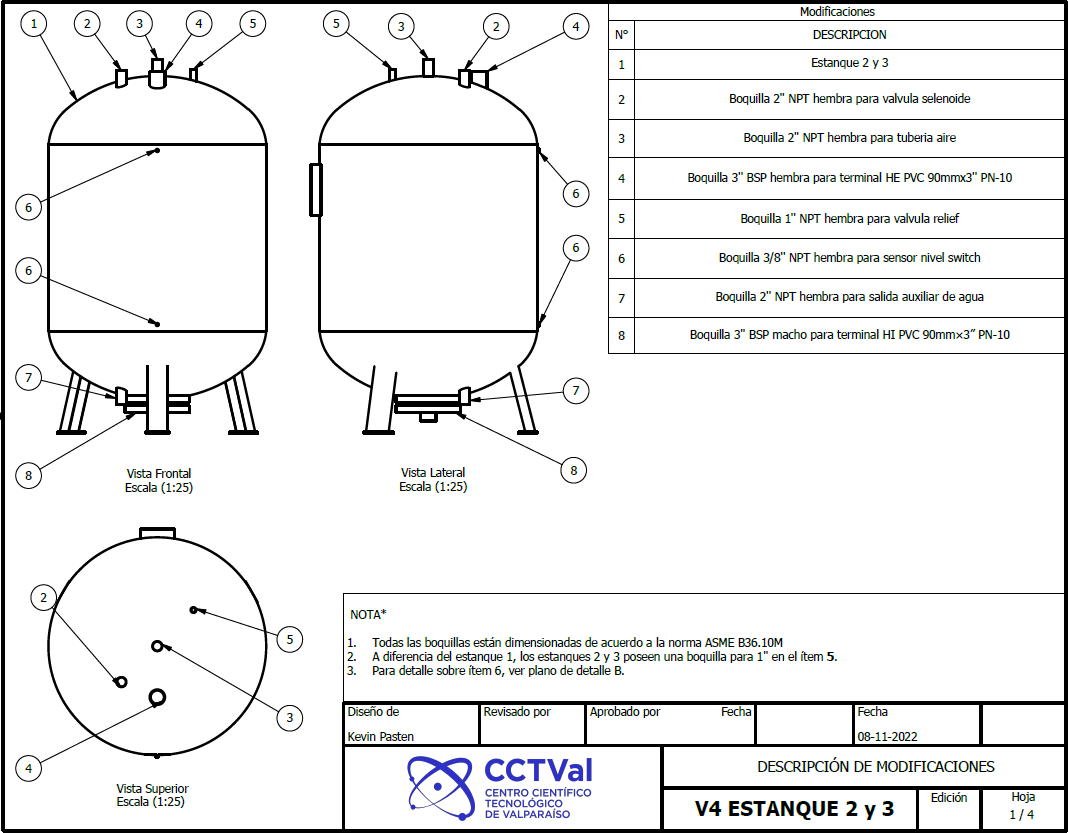 1
2
3
4
5
6
6
7
8
Vista Frontal
Escala (1:25)
5
3
2
4
6
6
7
8
Vista Lateral
Escala (1:25)
2
5
3
4
Vista Superior
Escala (1:25)
Modificaciones
N° DESCRIPCION
1 Estanque 2 y 3
2 Boquilla 2" NPT hembra para valvula selenoide
3 Boquilla 2" NPT hembra para tuberia aire
4 Boquilla 3" BSP hembra para terminal HE PVC 90mmx3" PN-10
5 Boquilla 1" NPT hembra para valvula relief
6 Boquilla 3/8" NPT hembra para sensor nivel switch
7 Boquilla 2" NPT hembra para salida auxiliar de agua
8 Boquilla 3" BSP macho para terminal HI PVC 90mm×3” PN-10
NOTA*
1. Todas las boquillas están dimensionadas de acuerdo a la norma ASME B36.10M
2. A diferencia del estanque 1, los estanques 2 y 3 poseen una boquilla para 1" en el ítem 5.
3. Para detalle sobre ítem 6, ver plano de detalle B.
Diseño de
Kevin Pasten
Revisado por
Aprobado por
Fecha
Fecha
08-11-2022
CCTVal
CENTRO CIENTÍFICO
TECNOLÓGICO
DE VALPARAÍSO
DESCRIPCIÓN DE MODIFICACIONES
V4 ESTANQUE 2 y 3
Edición
Hoja
1 / 4